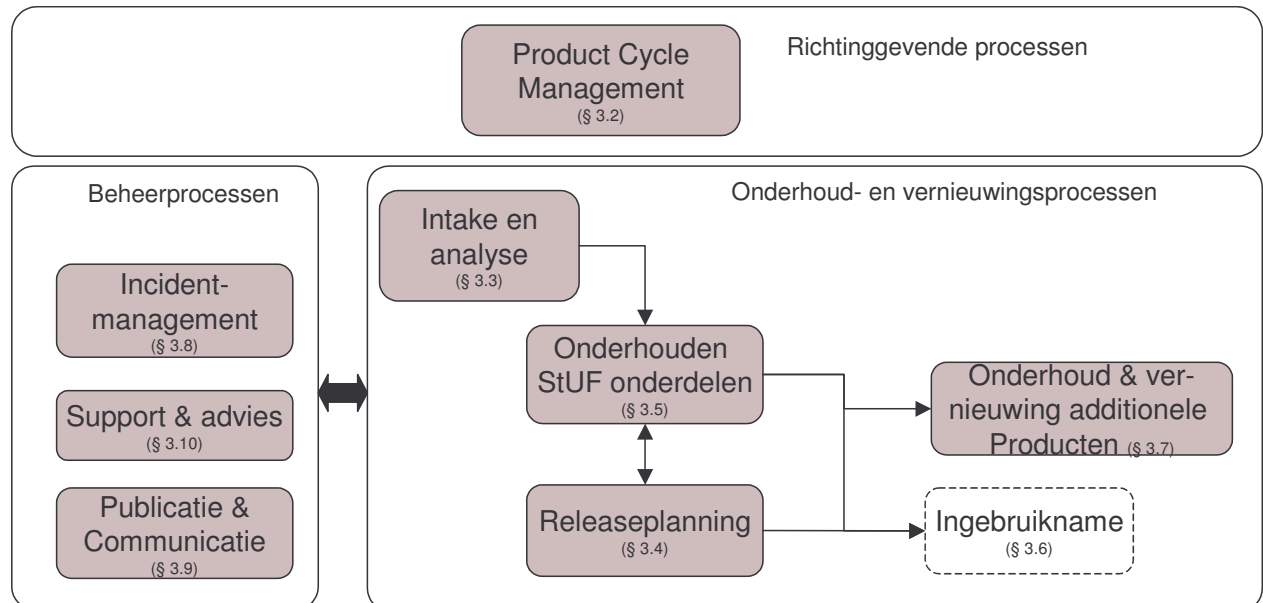 Richtinggevende processen
Product Cycle
Management
(§ 3.2)
Beheerprocessen
Incident-
management
(§ 3.8)
Support & advies
(§ 3.10)
Publicatie &
Communicatie
(§ 3.9)
Onderhoud- en vernieuwingsprocessen
Intake en
analyse
(§ 3.3)
Onderhouden
StUF onderdelen
(§ 3.5)
Onderhoud & ver-
nieuwing additionele
Producten (§ 3.7)
Releaseplanning
(§ 3.4)
Ingebruikname
(§ 3.6)